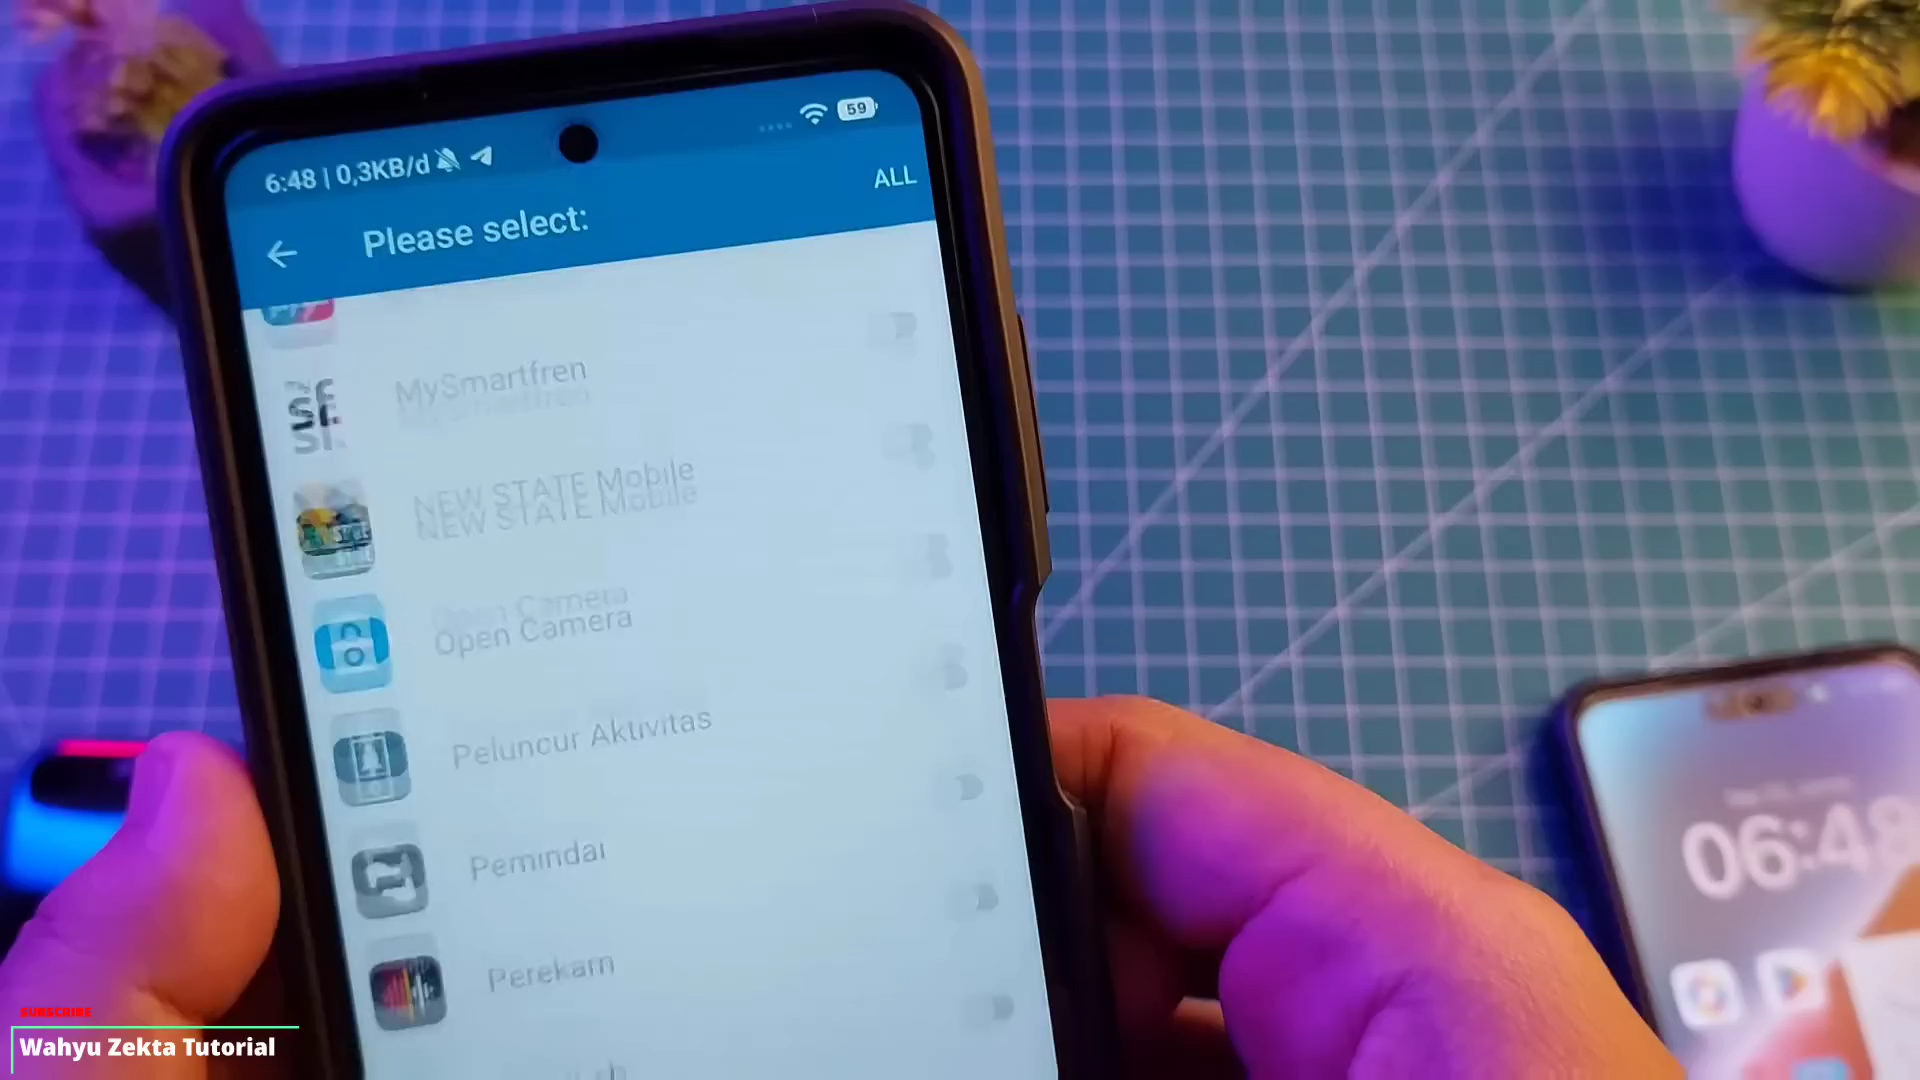 6:48 | 0,3KB/d
59
ALL
Please select:
MySmartfren
NEW STATE Mobile
Open Camera
Peluncur Aktivitas
Pemindai
Perekam
06:48
SUBSCRIBE
Wahyu Zekta Tutorial